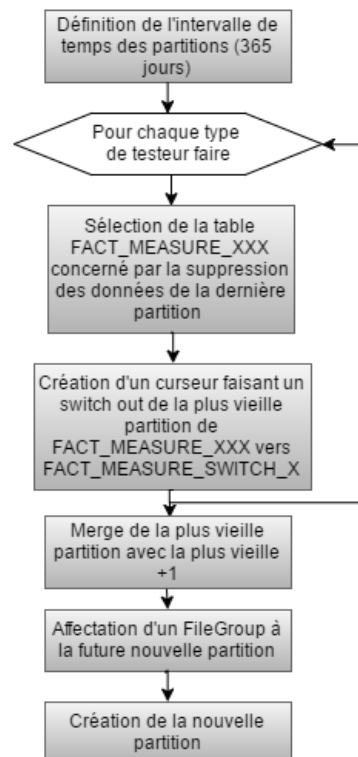 Définition de l'intervalle de
temps des partitions (365
jours)
Pour chaque type
de testeur faire
Sélection de la table
FACT_MEASURE_XXX
concerné par la suppression
des données de la dernière
partition
Création d'un curseur faisant un
switch out de la plus vieille
partition de
FACT_MEASURE_XXX vers
FACT_MEASURE_SWITCH_X
Merge de la plus vieille
partition avec la plus vieille
+1
Affectation d'un FileGroup à
la future nouvelle partition
Création de la nouvelle
partition